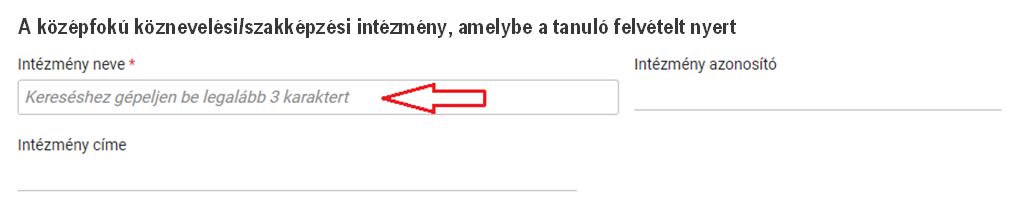 A középfokú köznevelési/szakképzési intézmény, amelybe a tanuló felvételt nyert
Intézmény neve *
Intézmény azonosító
Kereséshez gépeljen be legalább 3 karaktert
Intézmény címe